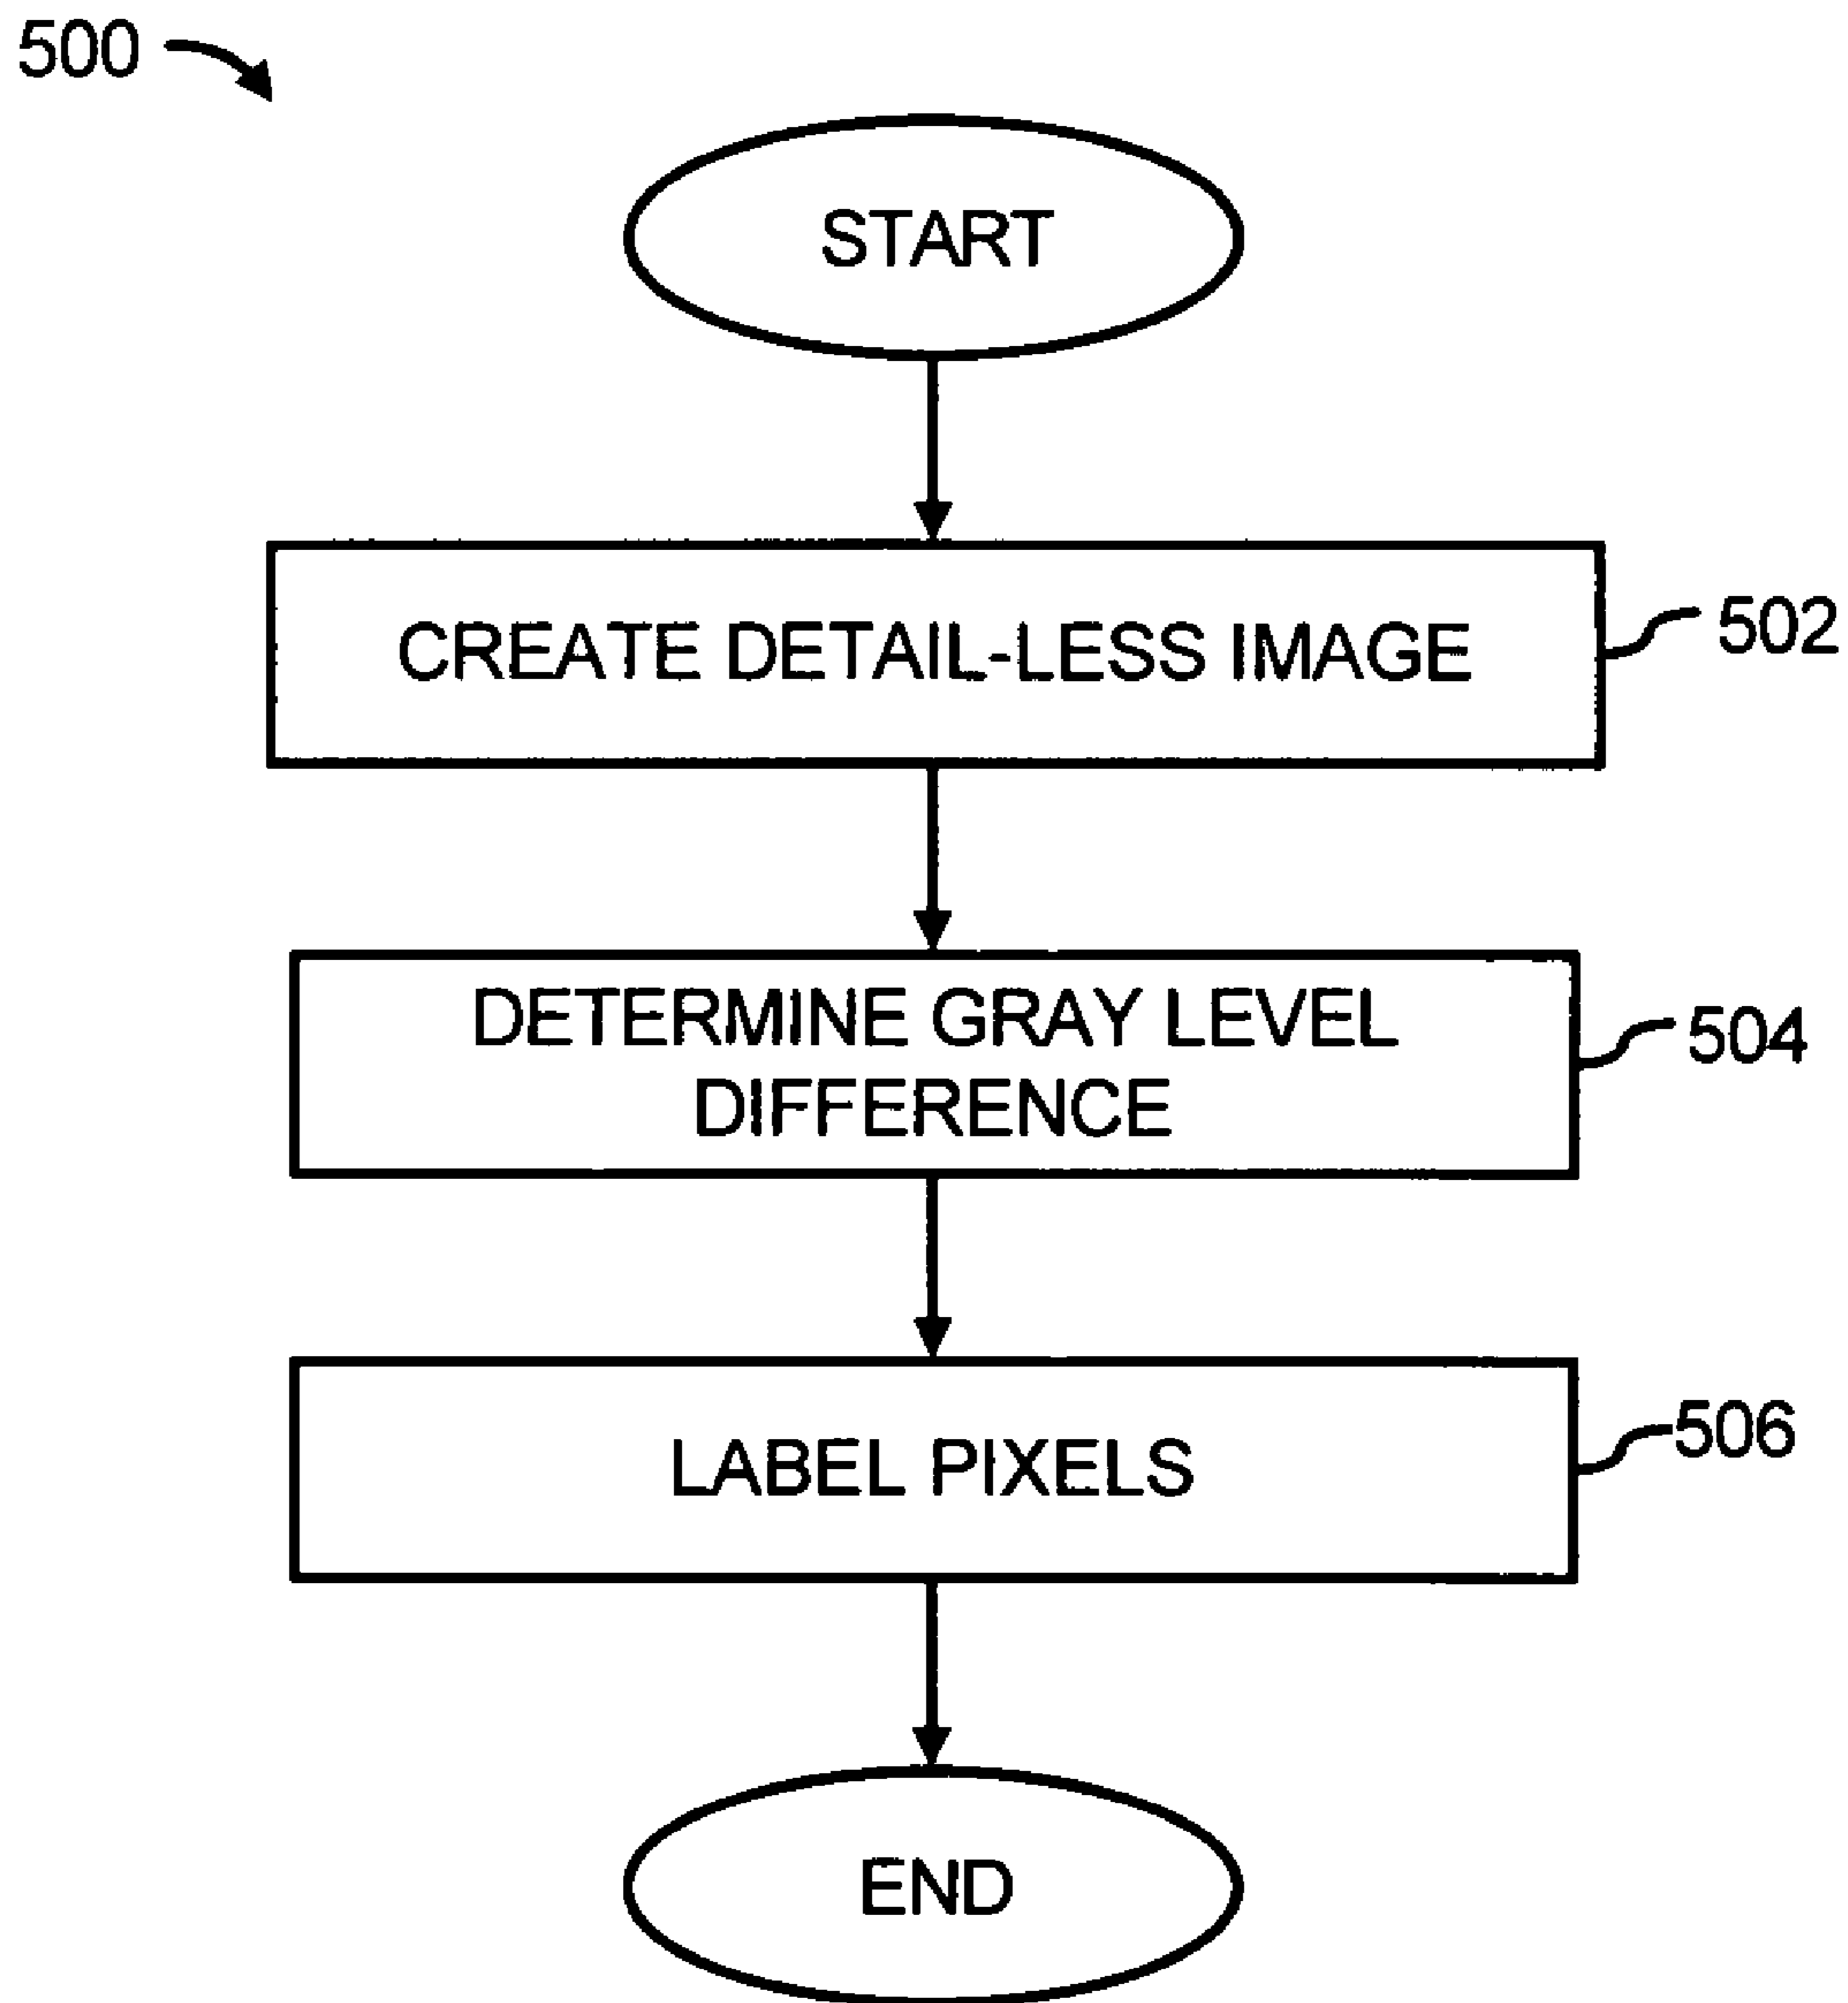 500
START
CREATE DETAIL-LESS IMAGE
502
DETERMINE GRAY LEVEL
DIFFERENCE
504
LABEL PIXELS
506
END